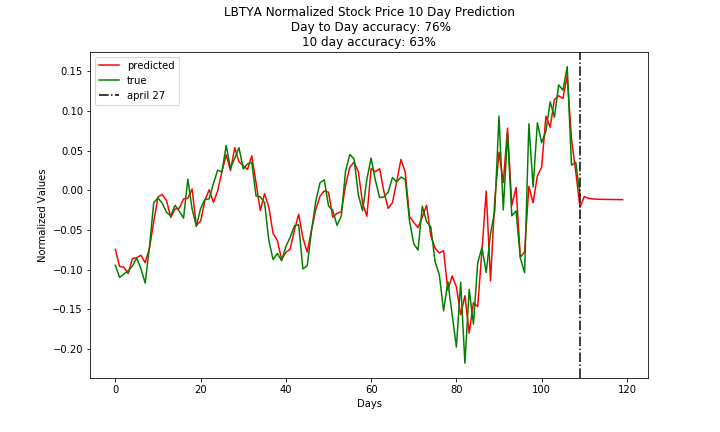 LBTYA Normalized Stock Price 10 Day Prediction
Day to Day accuracy: 76%
10 day accuracy: 63%
predicted
true
april 27
0.15
0.10
0.05
0.00
−0.05
−0.10
−0.15
−0.20
Normalized Values
0 20 40 60 80 100 120
Days